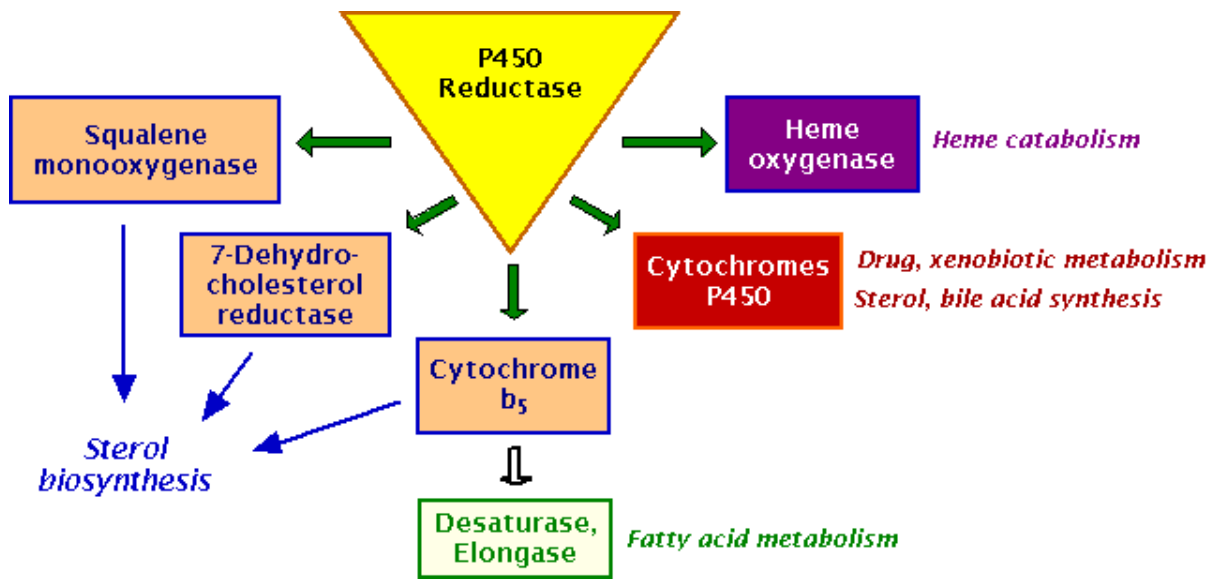 P450
Reductase
Squalene
monooxygenase
Heme
oxygenase
Heme catabolism
7-Dehydro-
cholesterol
reductase
Cytochromes
P450
Drug, xenobiotic metabolism
Sterol, bile acid synthesis
Cytochrome
b₅
Sterol
biosynthesis
Desaturase,
Elongase
Fatty acid metabolism